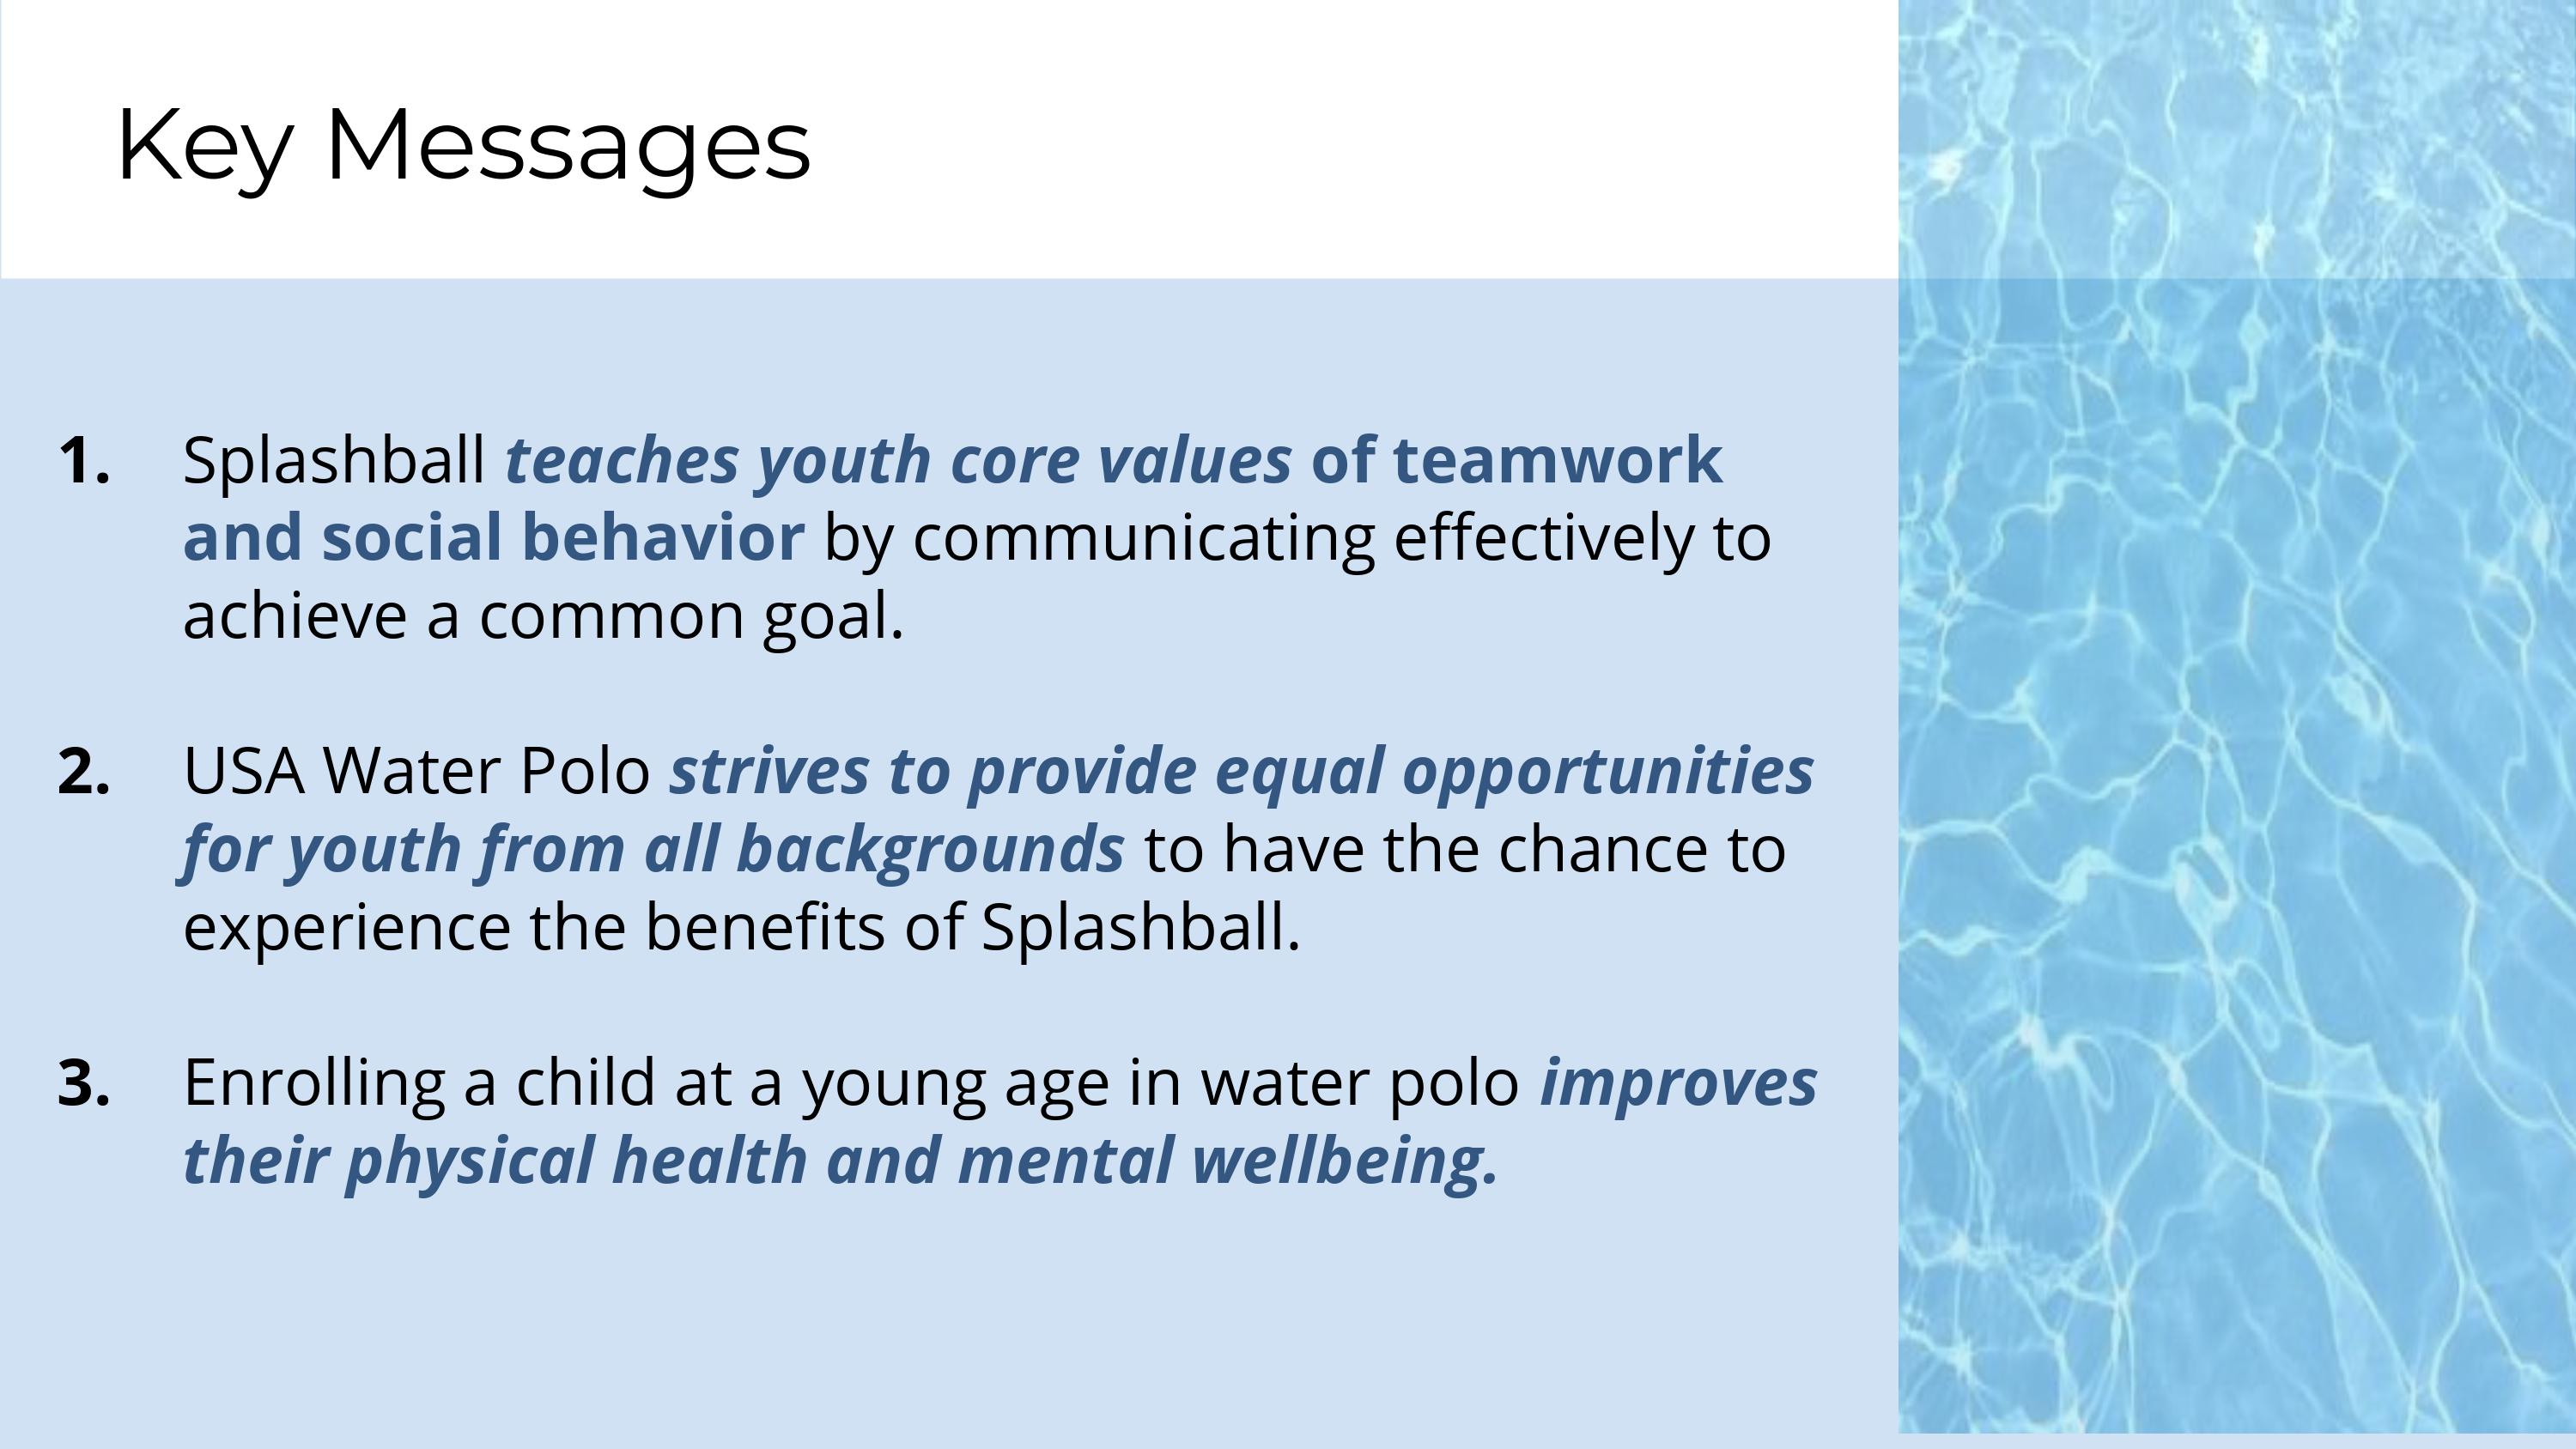 Key Messages
1. Splashball teaches youth core values of teamwork
and social behavior by communicating effectively to
achieve a common goal.
2. USA Water Polo strives to provide equal opportunities
for youth from all backgrounds to have the chance to
experience the benefits of Splashball.
3. Enrolling a child at a young age in water polo improves
their physical health and mental wellbeing.